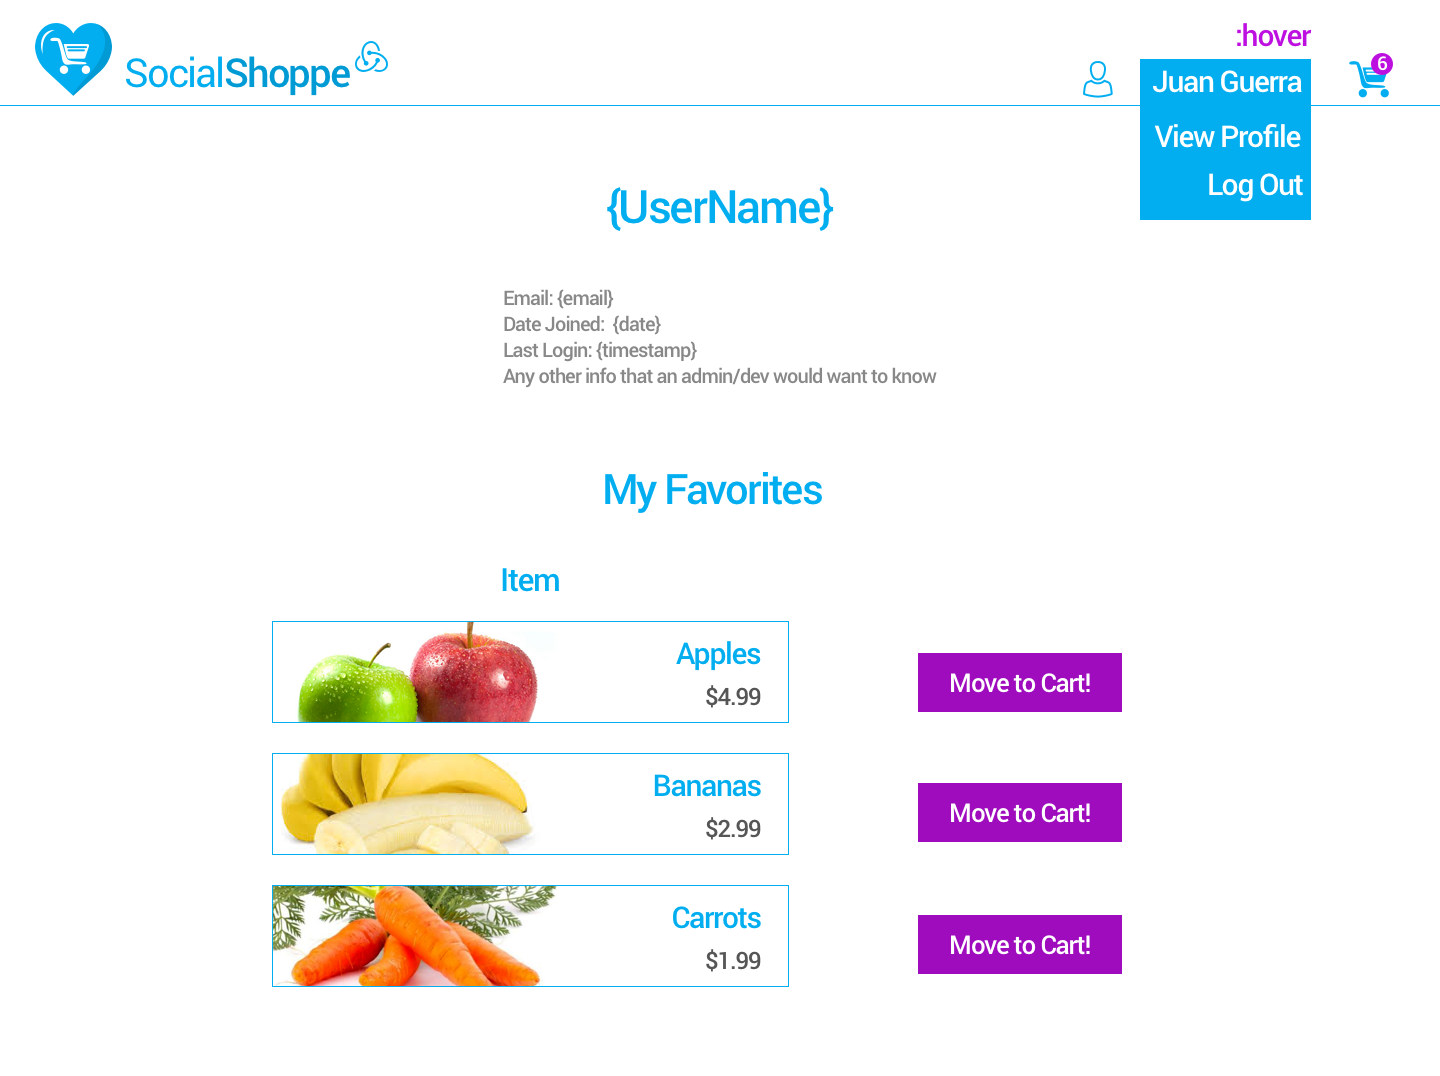 :hover
SocialShoppe
Juan Guerra
6
View Profile
Log Out
{UserName}
Email: {email}
Date Joined:  {date}
Last Login: {timestamp}
Any other info that an admin/dev would want to know
My Favorites
Item
Apples
$4.99
Move to Cart!
Bananas
$2.99
Move to Cart!
Carrots
$1.99
Move to Cart!